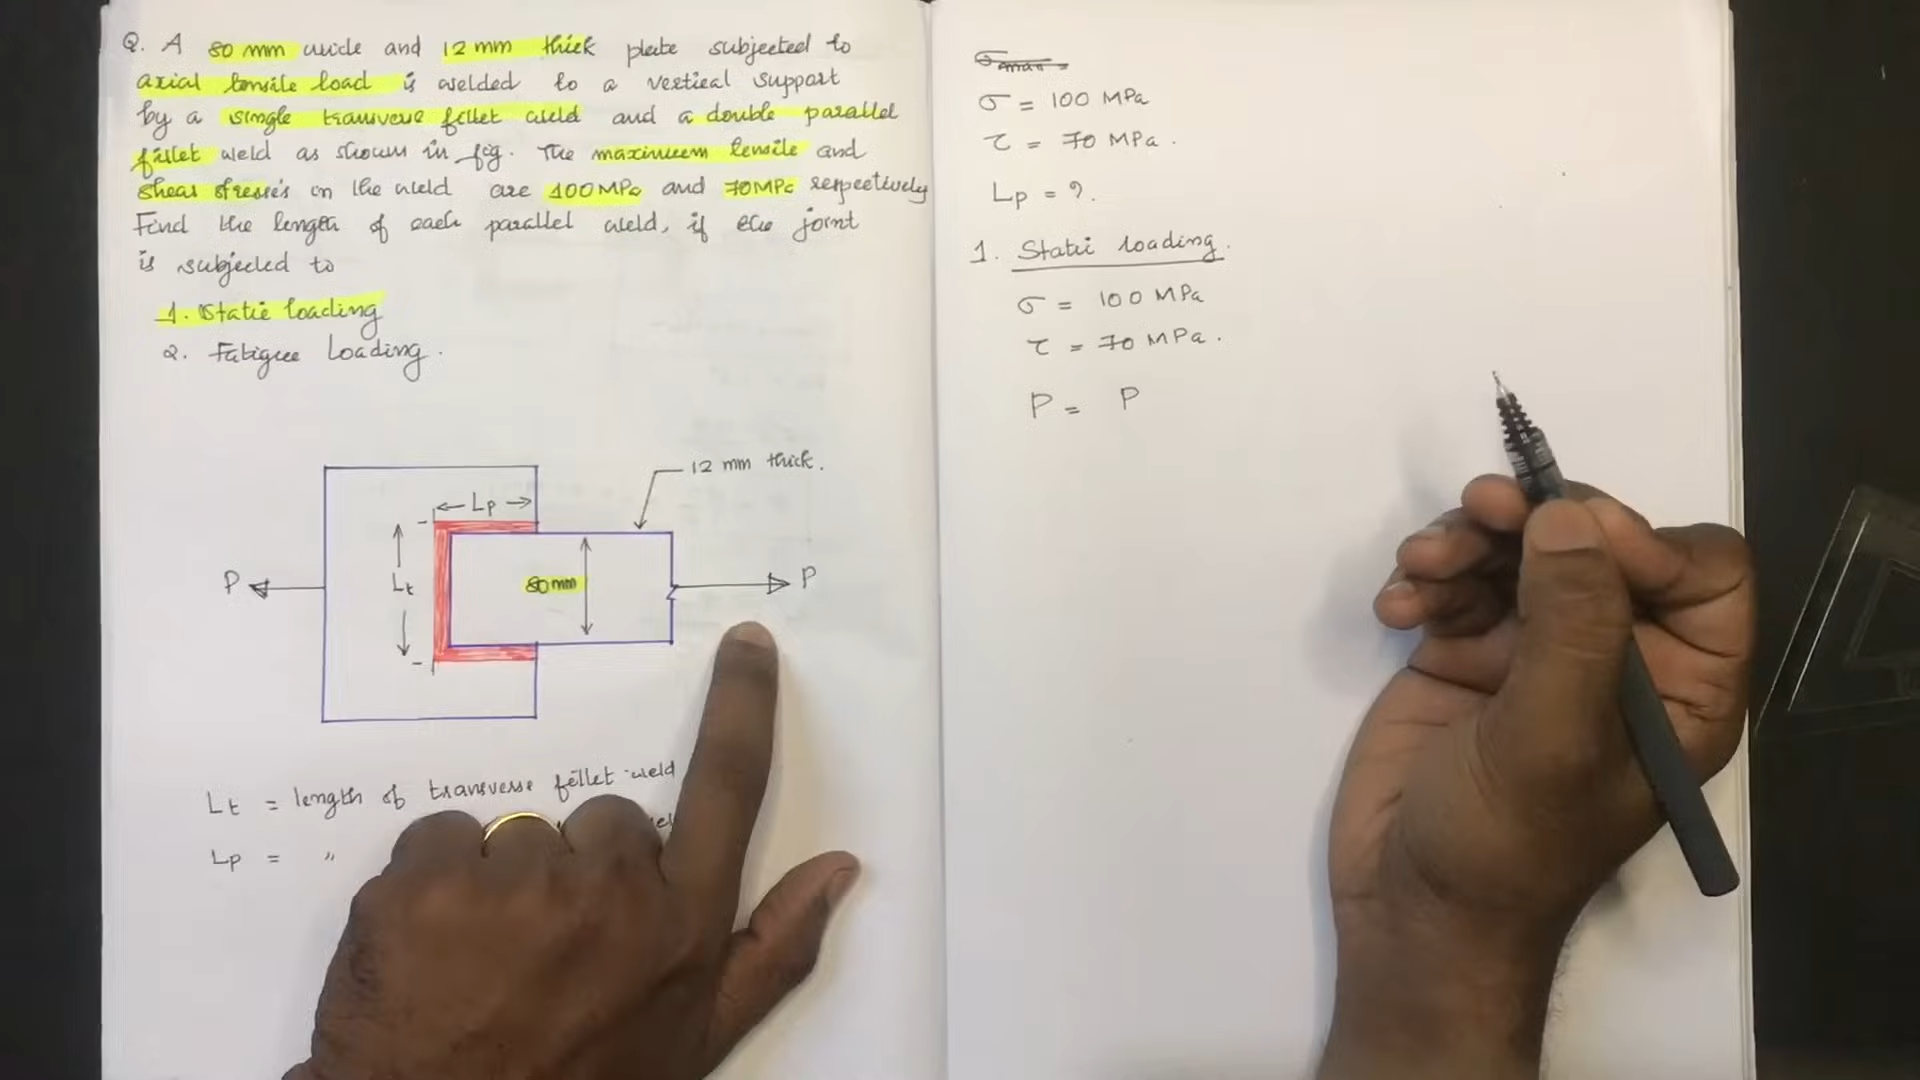 Q. A 80 mm wide and 12 mm thick plate subjected to
axial tensile load is welded to a vertical support
by a single transverse fillet weld and a double parallel
fillet weld as shown in fig. The maximum tensile and
shear stresses in the weld are 100 MPa and 70MPa respectively
Find the length of each parallel weld, if the joint
is subjected to
1. Static loading
2. Fatigue Loading.
12 mm thick.
Lp
P
Lt
80mm
P
Lt = length of transverse fillet weld
Lp = "
σ = 100 MPa
τ = 70 MPa.
Lp = ?.
1. Static loading.
σ = 100 MPa
τ = 70 MPa.
P = P